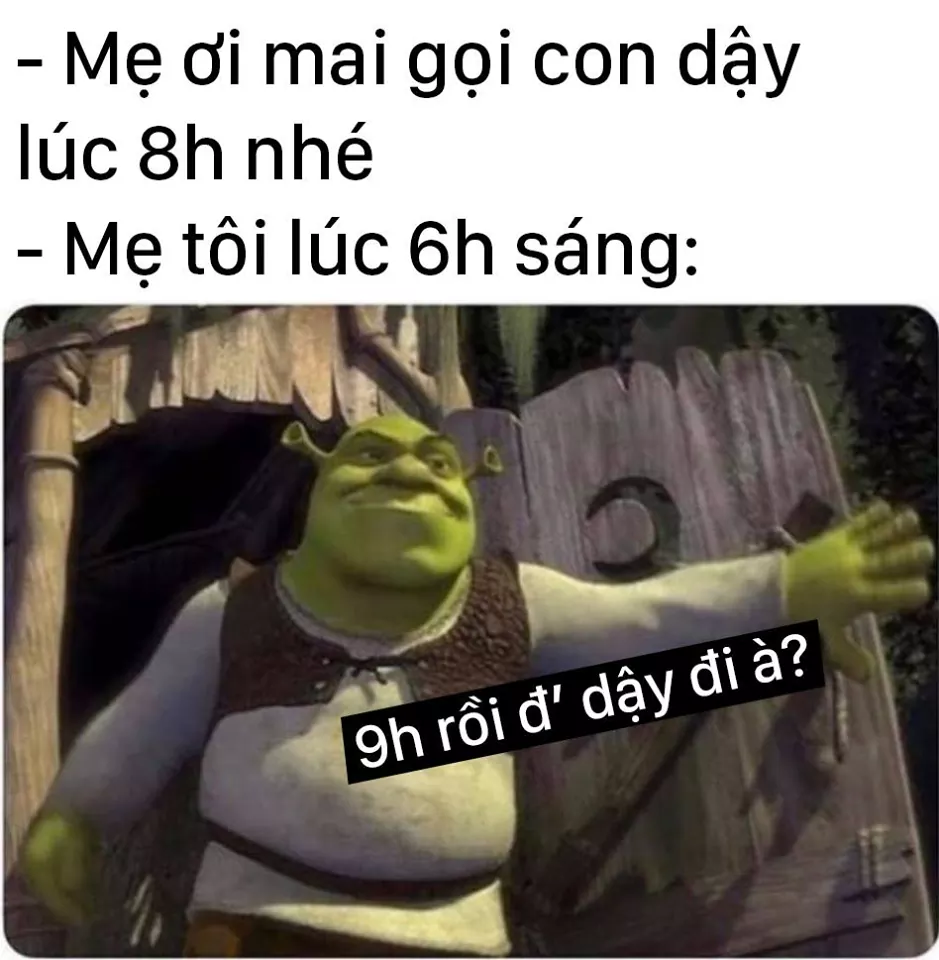 - Mẹ ơi mai gọi con dậy
lúc 8h nhé
- Mẹ tôi lúc 6h sáng:
9h rồi đ' dậy đi à?